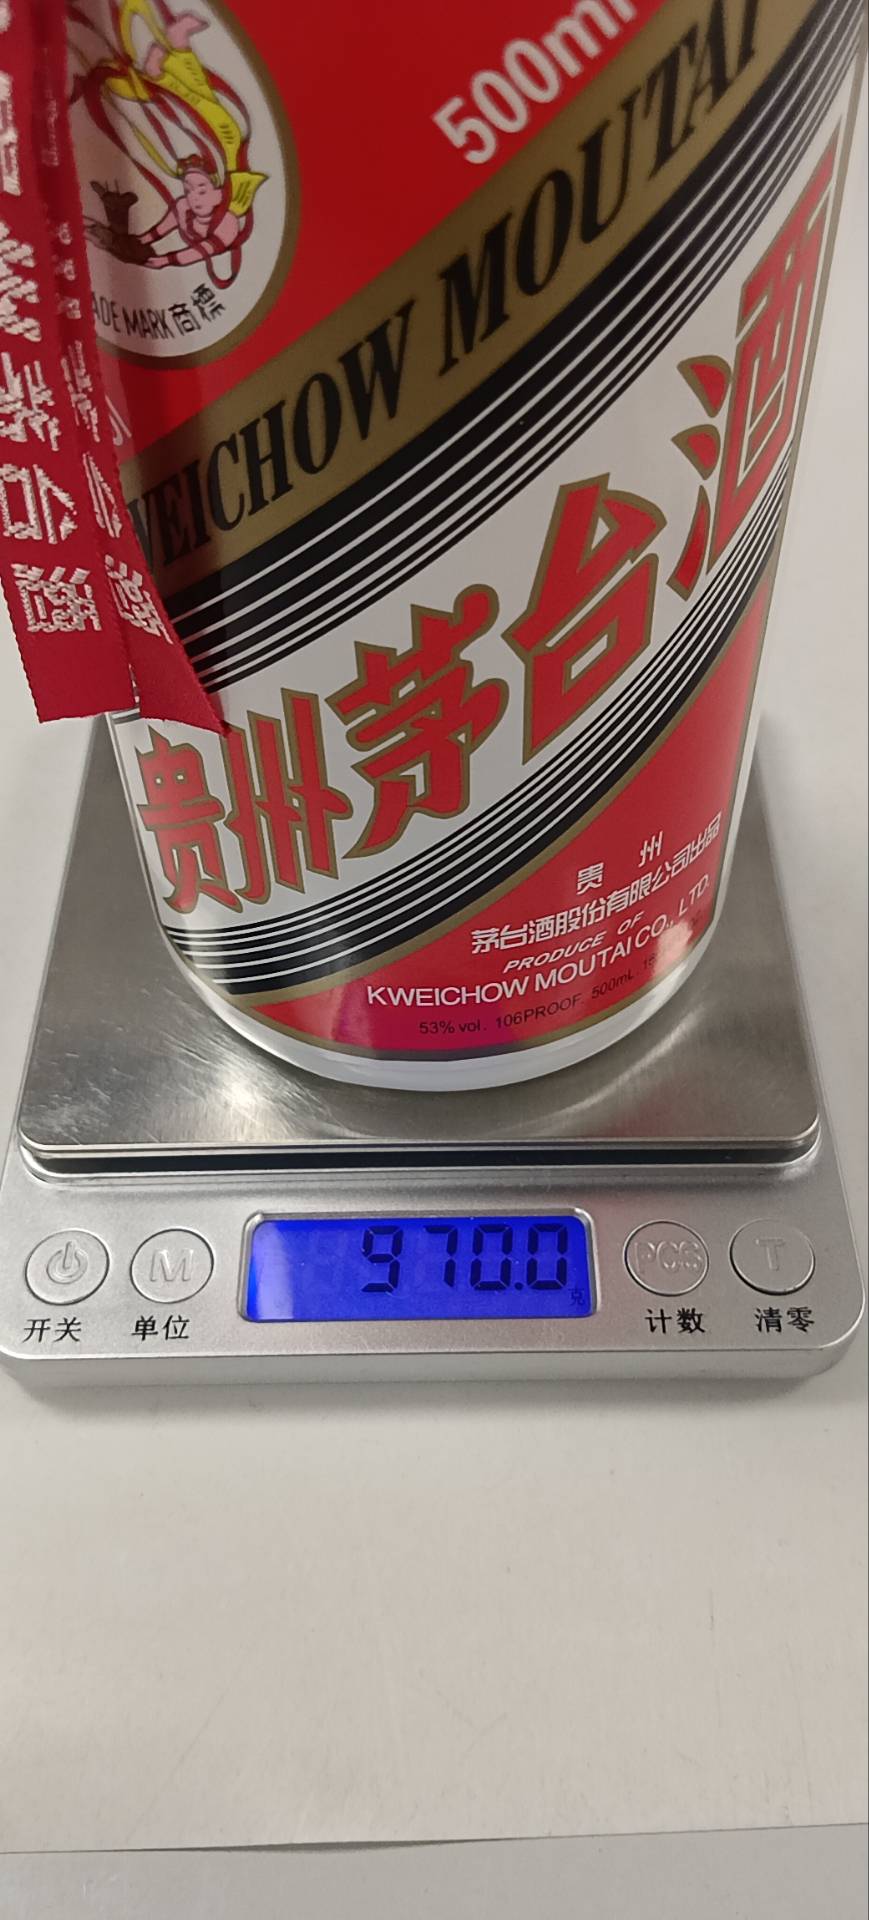 500ml
ADE MARK 商標
WEICHOW MOUTAI
贵州茅台酒
贵 州
茅台酒股份有限公司出品
PRODUCE OF
KWEICHOW MOUTAI CO., LTD.
53% vol. 106PROOF. 500mL.
970.0
克
M
PCS
T
开关
单位
计数
清零